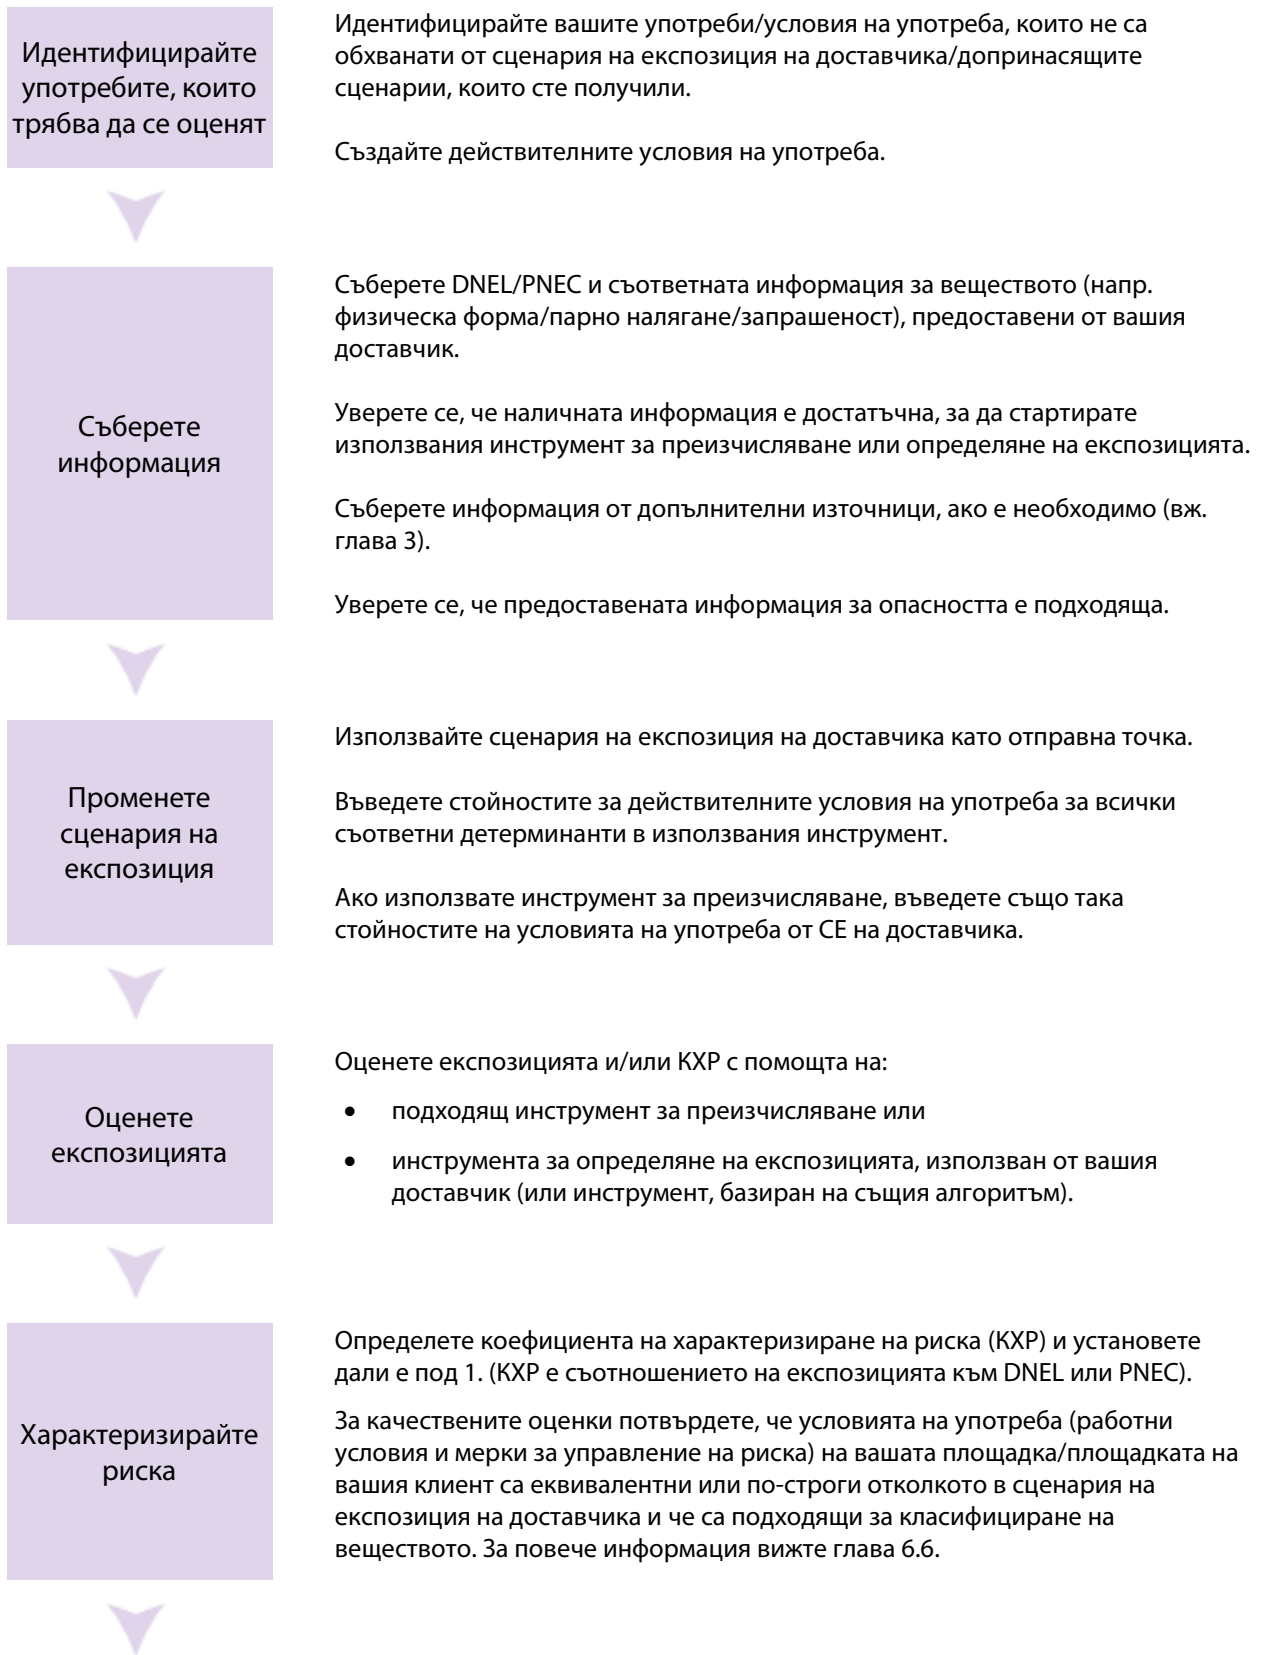 Идентифицирайте
употребите, които
трябва да се оценят
Идентифицирайте вашите употреби/условия на употреба, които не са
обхванати от сценария на експозиция на доставчика/допринасящите
сценарии, които сте получили.
Създайте действителните условия на употреба.
Съберете
информация
Съберете DNEL/PNEC и съответната информация за веществото (напр.
физическа форма/парно налягане/запрашеност), предоставени от вашия
доставчик.
Уверете се, че наличната информация е достатъчна, за да стартирате
използвания инструмент за преизчисляване или определяне на експозицията.
Съберете информация от допълнителни източници, ако е необходимо (вж.
глава 3).
Уверете се, че предоставената информация за опасността е подходяща.
Променете
сценария на
експозиция
Използвайте сценария на експозиция на доставчика като отправна точка.
Въведете стойностите за действителните условия на употреба за всички
съответни детерминанти в използвания инструмент.
Ако използвате инструмент за преизчисляване, въведете също така
стойностите на условията на употреба от СЕ на доставчика.
Оценете
експозицията
Оценете експозицията и/или КХР с помощта на:
• подходящ инструмент за преизчисляване или
• инструмента за определяне на експозицията, използван от вашия
доставчик (или инструмент, базиран на същия алгоритъм).
Характеризирайте
риска
Определете коефициента на характеризиране на риска (КХР) и установете
дали е под 1. (КХР е съотношението на експозицията към DNEL или PNEC).
За качествените оценки потвърдете, че условията на употреба (работни
условия и мерки за управление на риска) на вашата площадка/площадката на
вашия клиент са еквивалентни или по-строги отколкото в сценария на
експозиция на доставчика и че са подходящи за класифициране на
веществото. За повече информация вижте глава 6.6.